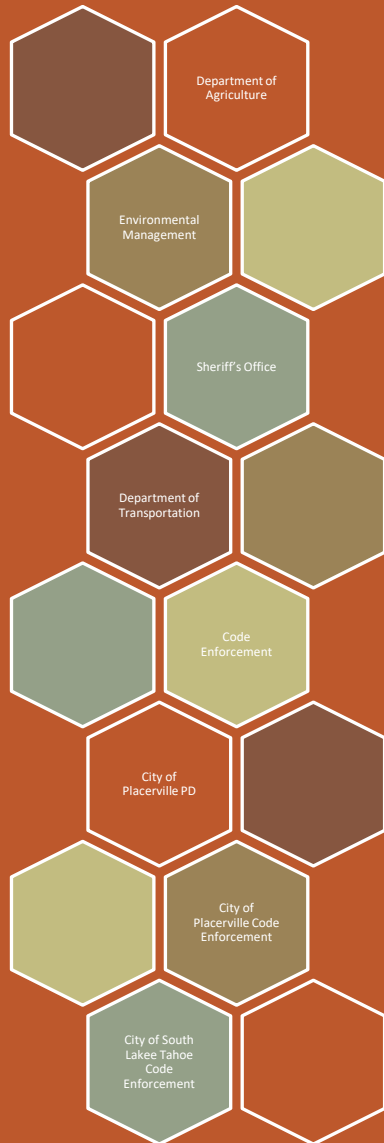 Department of
Agriculture
Environmental
Management
Sheriff's Office
Department of
Transportation
Code
Enforcement
City of
Placerville PD
City of
Placerville Code
Enforcement
City of South
Lakee Tahoe
Code
Enforcement